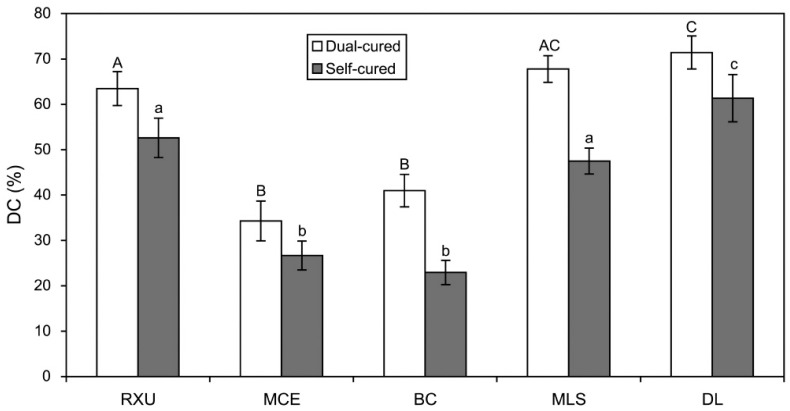 80
70
60
50
40
30
20
10
0
DC (%)
Dual-cured
Self-cured
A
a
B
b
B
b
AC
a
C
c
RXU MCE BC MLS DL